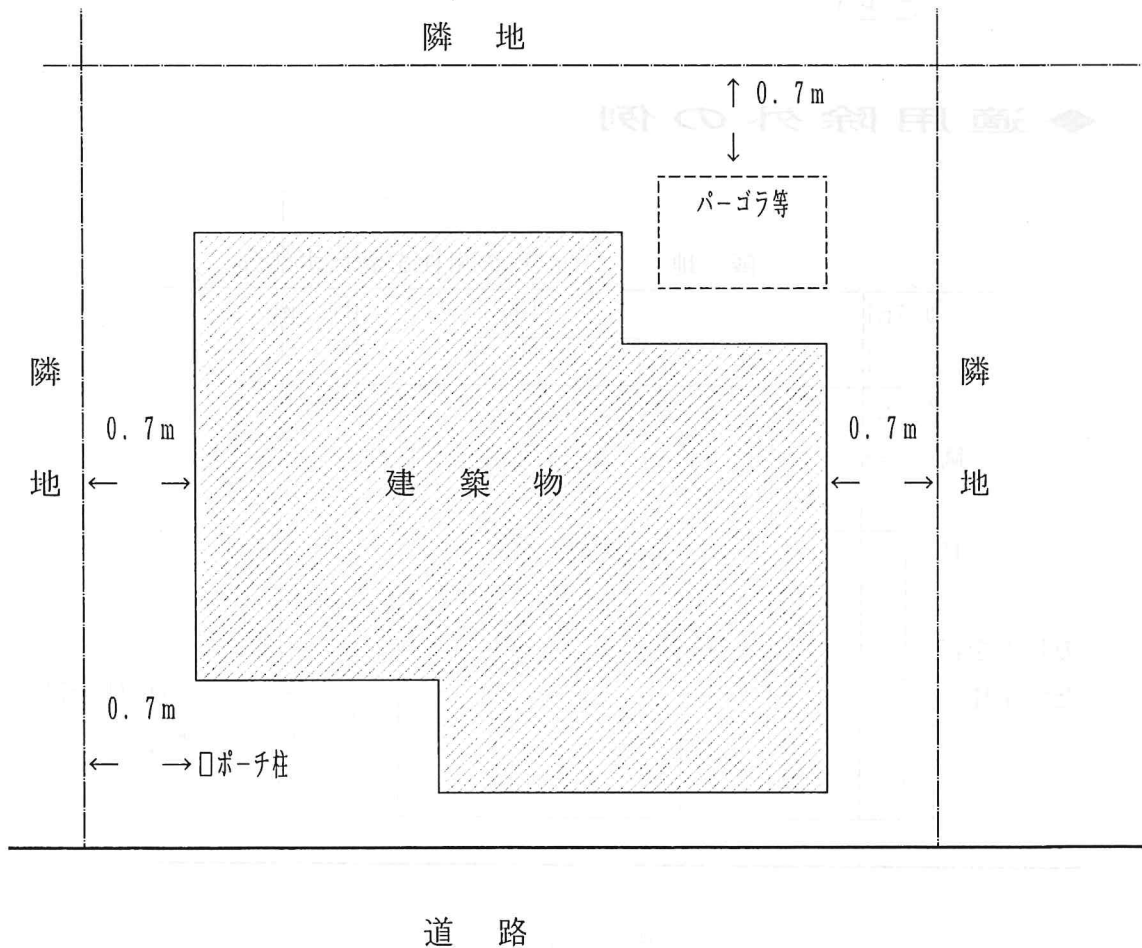 隣 地
↑ 0.7m
↓
パーゴラ等
隣 地
0.7m
← →
建 築 物
0.7m
← →
隣 地
0.7m
← → ポーチ柱
道 路